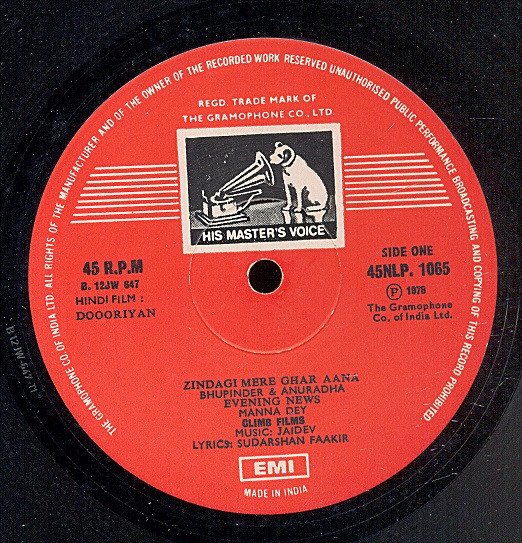 THE GRAMOPHONE CO OF INDIA LTD. ALL RIGHTS OF THE MANUFACTURER AND OF THE OWNER OF THE RECORDED WORK RESERVED UNAUTHORISED PUBLIC PERFORMANCE BROADCASTING AND COPYING OF THIS RECORD PROHIBITED
REGD. TRADE MARK OF
THE GRAMOPHONE CO., LTD.
HIS MASTER'S VOICE
45 R.P.M
B. 12JW 647
HINDI FILM :
DOOORIYAN
SIDE ONE
45NLP. 1065
Ⓟ 1978
The Gramophone
Co. of India Ltd.
ZINDAGI MERE GHAR AANA
BHUPINDER & ANURADHA
EVENING NEWS
MANNA DEY
CLIMB FILMS
MUSIC: JAIDEV
LYRICS: SUDARSHAN FAAKIR
EMI
MADE IN INDIA